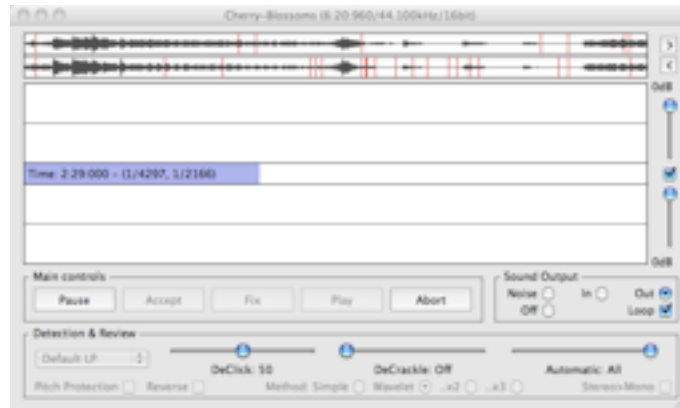 Cherry-Blossoms (6:20.960/44.100kHz/16bit)
>
<
0dB
Time: 2:29.000 - (1/4297, 1/2166)
0dB
Main controls
Pause Accept Fix Play Abort
Sound Output
Noise In Out
Off Loop
Detection & Review
Default LP
DeClick: 50 DeCrackle: Off Automatic: All
Pitch Protection Reverse Method: Simple Wavelet ..x2 ..x3 Stereo>Mono